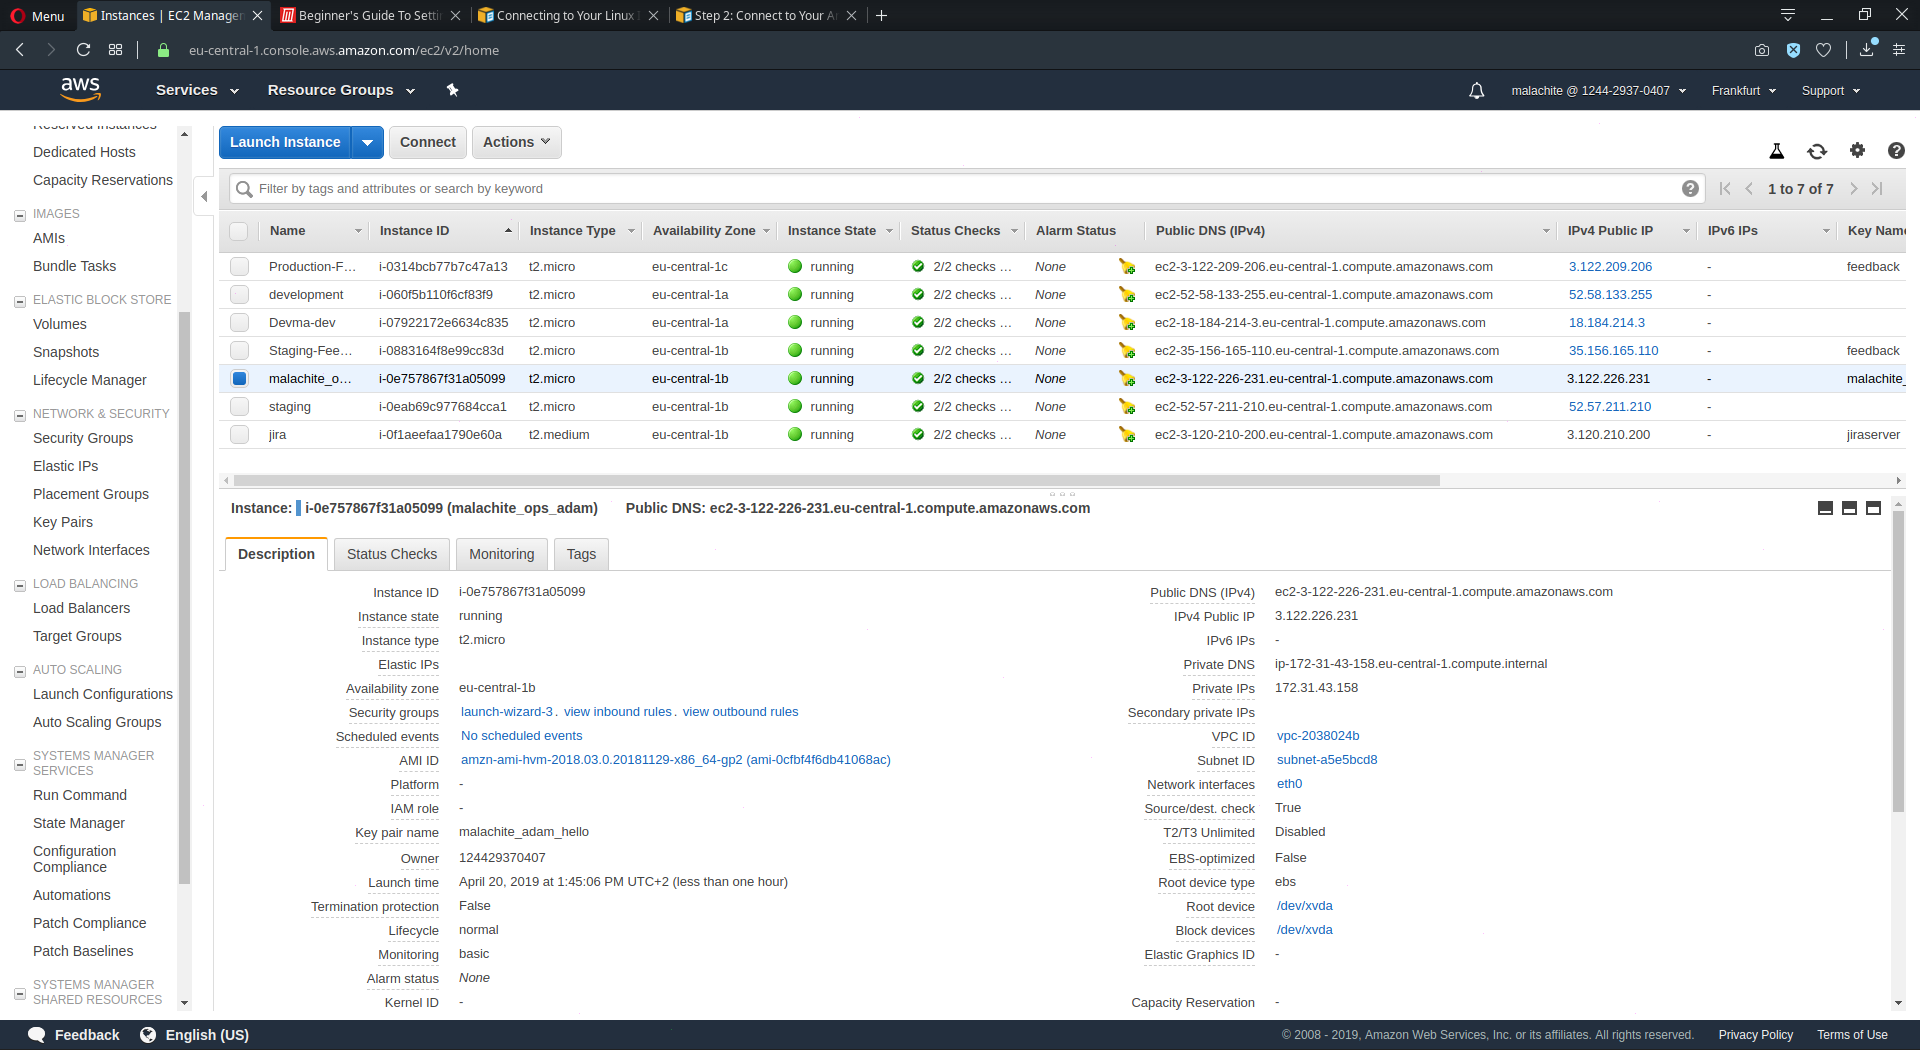 Menu
Instances | EC2 Manager
Beginner's Guide To Settin
Connecting to Your Linux I
Step 2: Connect to Your A
eu-central-1.console.aws.amazon.com/ec2/v2/home
aws
Services
Resource Groups
malachite @ 1244-2937-0407
Frankfurt
Support
Reserved Instances
Dedicated Hosts
Capacity Reservations
IMAGES
AMIs
Bundle Tasks
ELASTIC BLOCK STORE
Volumes
Snapshots
Lifecycle Manager
NETWORK & SECURITY
Security Groups
Elastic IPs
Placement Groups
Key Pairs
Network Interfaces
LOAD BALANCING
Load Balancers
Target Groups
AUTO SCALING
Launch Configurations
Auto Scaling Groups
SYSTEMS MANAGER
SERVICES
Run Command
State Manager
Configuration
Compliance
Automations
Patch Compliance
Patch Baselines
SYSTEMS MANAGER
SHARED RESOURCES
Launch Instance
Connect
Actions
Filter by tags and attributes or search by keyword
1 to 7 of 7
Name Instance ID Instance Type Availability Zone Instance State Status Checks Alarm Status Public DNS (IPv4) IPv4 Public IP IPv6 IPs Key Name
Production-F... i-0314bcb77b7c47a13 t2.micro eu-central-1c running 2/2 checks ... None ec2-3-122-209-206.eu-central-1.compute.amazonaws.com 3.122.209.206 - feedback
development i-060f5b110f6cf83f9 t2.micro eu-central-1a running 2/2 checks ... None ec2-52-58-133-255.eu-central-1.compute.amazonaws.com 52.58.133.255 -
Devma-dev i-07922172e6634c835 t2.micro eu-central-1a running 2/2 checks ... None ec2-18-184-214-3.eu-central-1.compute.amazonaws.com 18.184.214.3 -
Staging-Fee... i-0883164f8e99cc83d t2.micro eu-central-1b running 2/2 checks ... None ec2-35-156-165-110.eu-central-1.compute.amazonaws.com 35.156.165.110 - feedback
malachite_o... i-0e757867f31a05099 t2.micro eu-central-1b running 2/2 checks ... None ec2-3-122-226-231.eu-central-1.compute.amazonaws.com 3.122.226.231 - malachite_
staging i-0eab69c977684cca1 t2.micro eu-central-1b running 2/2 checks ... None ec2-52-57-211-210.eu-central-1.compute.amazonaws.com 52.57.211.210 -
jira i-0f1aeefaa1790e60a t2.medium eu-central-1b running 2/2 checks ... None ec2-3-120-210-200.eu-central-1.compute.amazonaws.com 3.120.210.200 - jiraserver
Instance: i-0e757867f31a05099 (malachite_ops_adam) Public DNS: ec2-3-122-226-231.eu-central-1.compute.amazonaws.com
Description Status Checks Monitoring Tags
Instance ID i-0e757867f31a05099
Instance state running
Instance type t2.micro
Elastic IPs
Availability zone eu-central-1b
Security groups launch-wizard-3. view inbound rules. view outbound rules
Scheduled events No scheduled events
AMI ID amzn-ami-hvm-2018.03.0.20181129-x86_64-gp2 (ami-0cfbf4f6db41068ac)
Platform -
IAM role -
Key pair name malachite_adam_hello
Owner 124429370407
Launch time April 20, 2019 at 1:45:06 PM UTC+2 (less than one hour)
Termination protection False
Lifecycle normal
Monitoring basic
Alarm status None
Kernel ID -
Public DNS (IPv4) ec2-3-122-226-231.eu-central-1.compute.amazonaws.com
IPv4 Public IP 3.122.226.231
IPv6 IPs -
Private DNS ip-172-31-43-158.eu-central-1.compute.internal
Private IPs 172.31.43.158
Secondary private IPs
VPC ID vpc-2038024b
Subnet ID subnet-a5e5bcd8
Network interfaces eth0
Source/dest. check True
T2/T3 Unlimited Disabled
EBS-optimized False
Root device type ebs
Root device /dev/xvda
Block devices /dev/xvda
Elastic Graphics ID -
Capacity Reservation -
Feedback
English (US)
© 2008 - 2019, Amazon Web Services, Inc. or its affiliates. All rights reserved.
Privacy Policy
Terms of Use